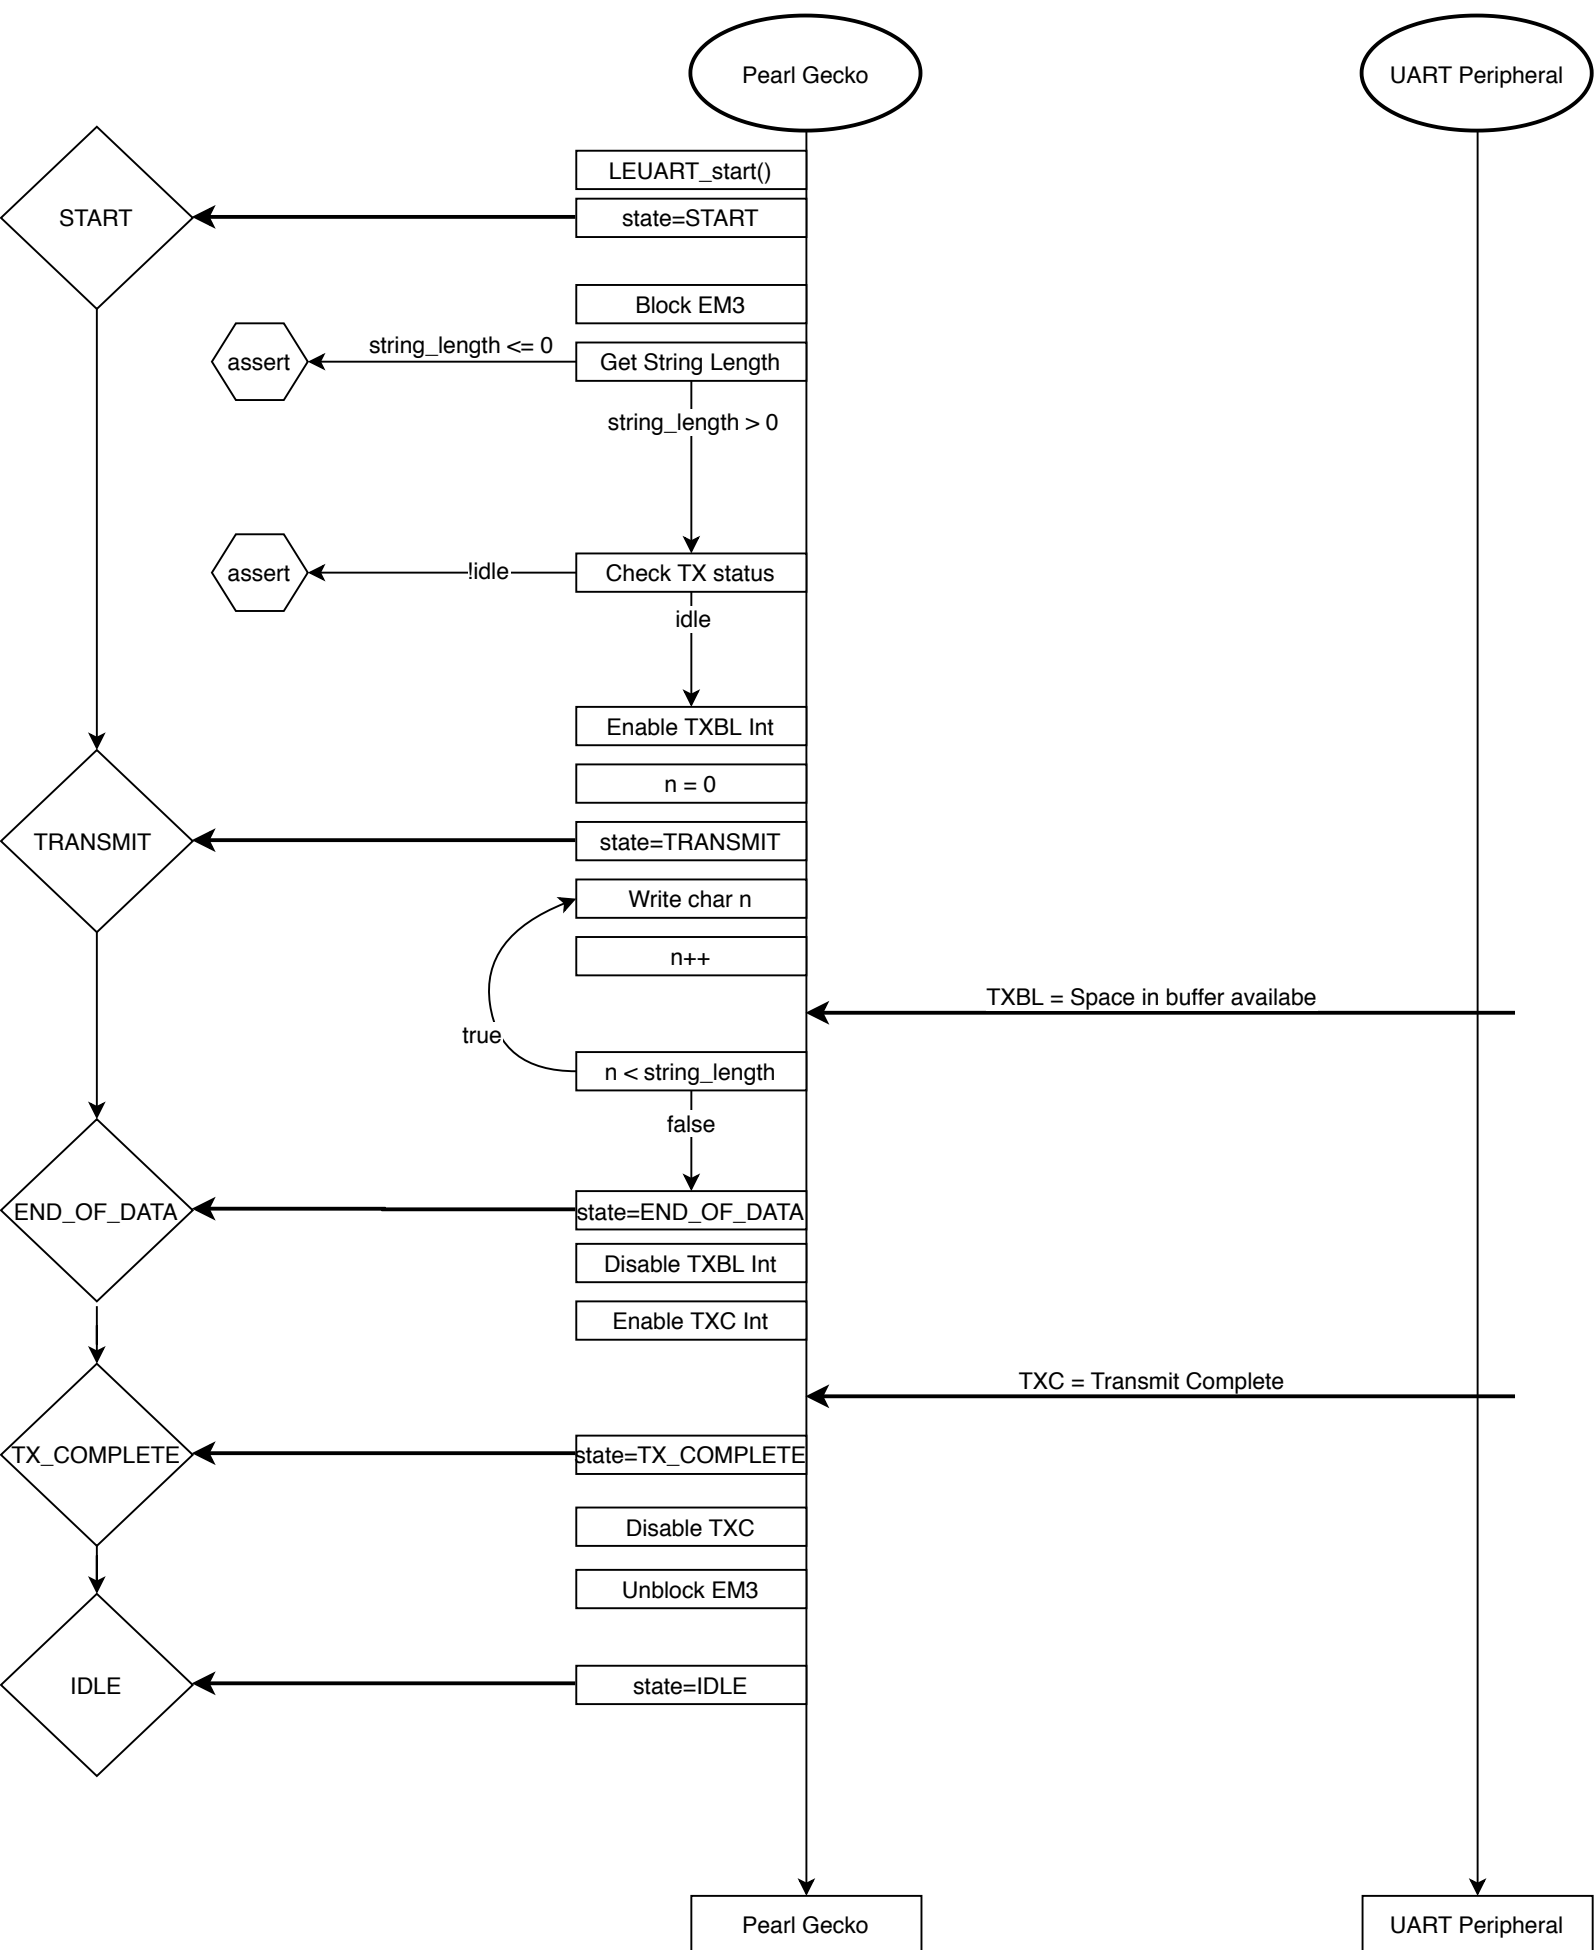 Pearl Gecko
UART Peripheral
LEUART_start()
START
state=START
Block EM3
string_length <= 0
assert
Get String Length
string_length > 0
assert
!idle
Check TX status
idle
Enable TXBL Int
n = 0
TRANSMIT
state=TRANSMIT
Write char n
n++
TXBL = Space in buffer availabe
true
n < string_length
false
END_OF_DATA
state=END_OF_DATA
Disable TXBL Int
Enable TXC Int
TXC = Transmit Complete
TX_COMPLETE
state=TX_COMPLETE
Disable TXC
Unblock EM3
IDLE
state=IDLE
Pearl Gecko
UART Peripheral